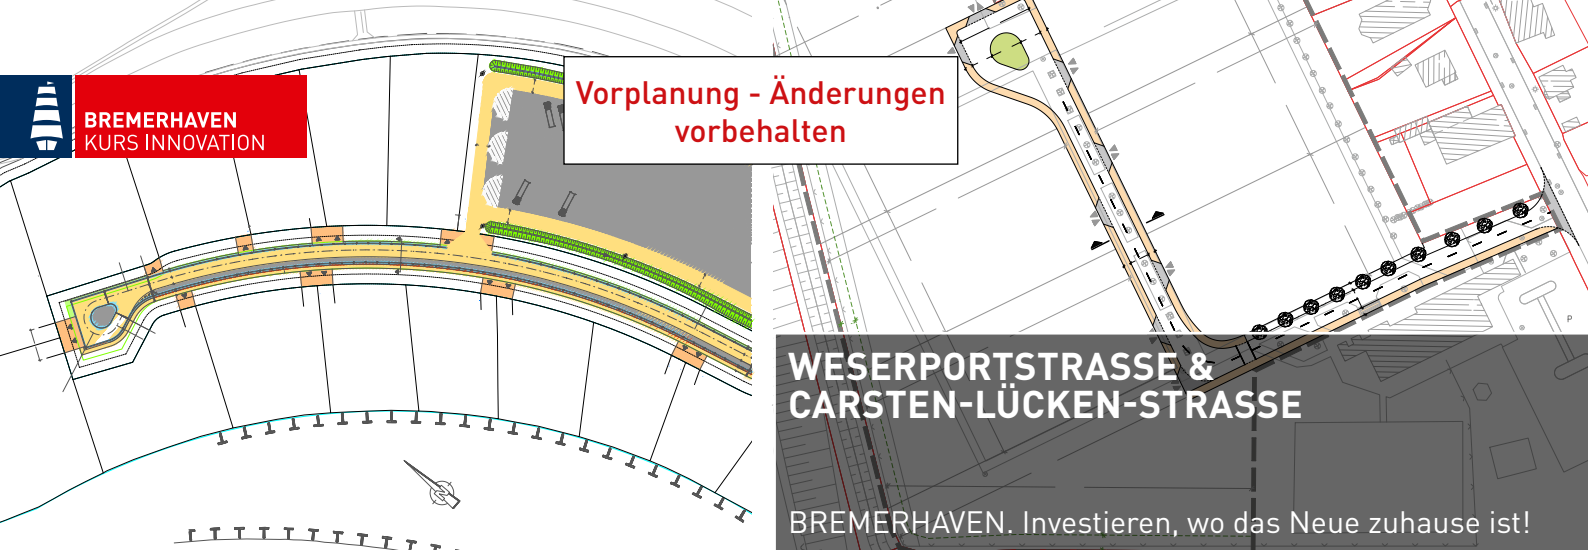 BREMERHAVEN
KURS INNOVATION
Vorplanung - Änderungen
vorbehalten
P
WESERPORTSTRASSE &
CARSTEN-LÜCKEN-STRASSE
BREMERHAVEN. Investieren, wo das Neue zuhause ist!